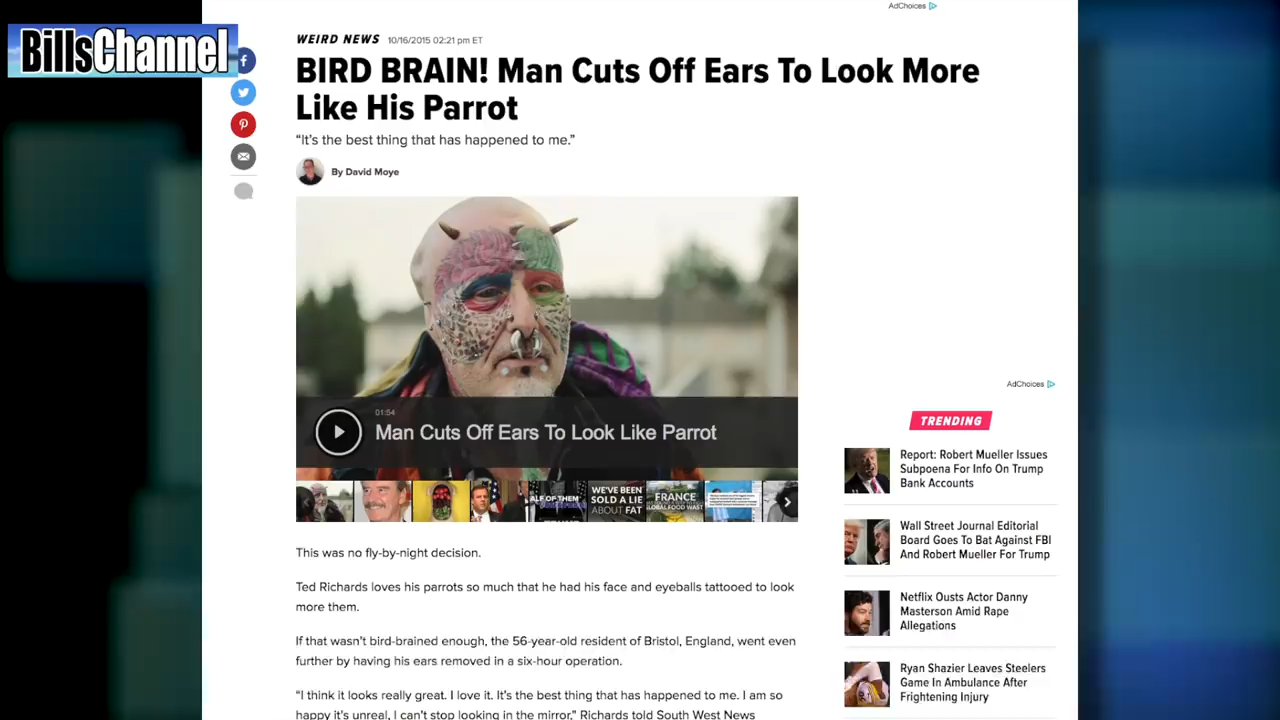 AdChoices
BillsChannel
WEIRD NEWS 10/16/2015 02:21 pm ET
BIRD BRAIN! Man Cuts Off Ears To Look More
Like His Parrot
“It’s the best thing that has happened to me.”
By David Moye
01:54
Man Cuts Off Ears To Look Like Parrot
ALF OF THEM
WE'VE BEEN
SOLD A LIE
ABOUT FAT
FRANCE
GLOBAL FOOD WAST
This was no fly-by-night decision.
Ted Richards loves his parrots so much that he had his face and eyeballs tattooed to look
more them.
If that wasn’t bird-brained enough, the 56-year-old resident of Bristol, England, went even
further by having his ears removed in a six-hour operation.
“I think it looks really great. I love it. It’s the best thing that has happened to me. I am so
happy it’s unreal, I can’t stop looking in the mirror,” Richards told South West News
AdChoices
TRENDING
Report: Robert Mueller Issues
Subpoena For Info On Trump
Bank Accounts
Wall Street Journal Editorial
Board Goes To Bat Against FBI
And Robert Mueller For Trump
Netflix Ousts Actor Danny
Masterson Amid Rape
Allegations
Ryan Shazier Leaves Steelers
Game In Ambulance After
Frightening Injury